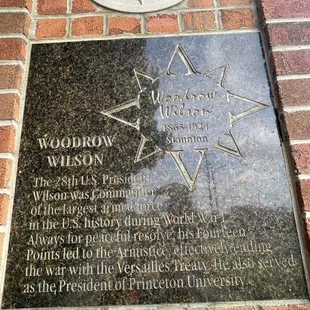 Woodrow
Wilson
1856-1924
Staunton
WOODROW
WILSON
The 28th U.S. President
Wilson was Commander
of the largest armed force
in the U.S. history during World War I.
Always for peaceful resolve, his Fourteen
Points led to the Armistice, effectively ending
the war with the Versailles Treaty. He also served
as the President of Princeton University.